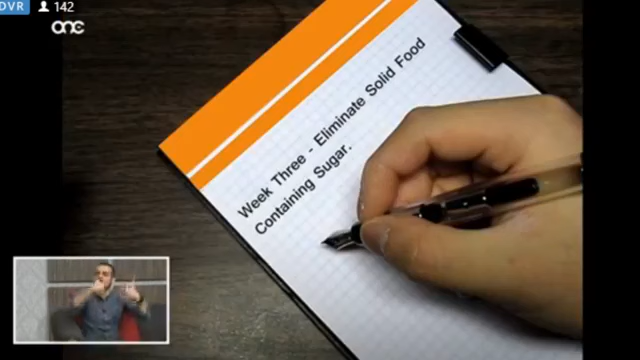 DVR 142
one
Week Three - Eliminate Solid Food
Containing Sugar.